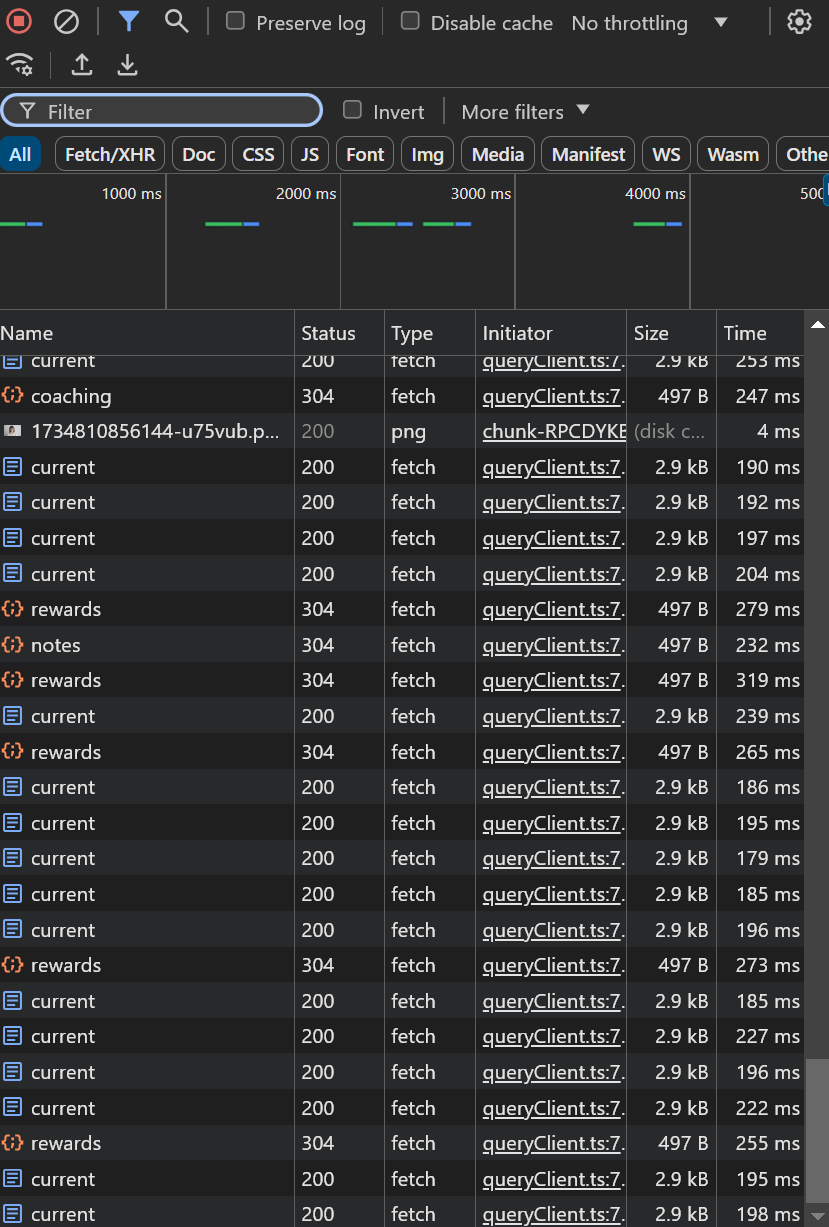 Preserve log Disable cache No throttling
Filter Invert More filters
All Fetch/XHR Doc CSS JS Font Img Media Manifest WS Wasm Othe
1000 ms 2000 ms 3000 ms 4000 ms 500
Name Status Type Initiator Size Time
current 200 fetch queryClient.ts:7. 2.9 kB 253 ms
coaching 304 fetch queryClient.ts:7. 497 B 247 ms
1734810856144-u75vub.p... 200 png chunk-RPCDYKE (disk c... 4 ms
current 200 fetch queryClient.ts:7. 2.9 kB 190 ms
current 200 fetch queryClient.ts:7. 2.9 kB 192 ms
current 200 fetch queryClient.ts:7. 2.9 kB 197 ms
current 200 fetch queryClient.ts:7. 2.9 kB 204 ms
rewards 304 fetch queryClient.ts:7. 497 B 279 ms
notes 304 fetch queryClient.ts:7. 497 B 232 ms
rewards 304 fetch queryClient.ts:7. 497 B 319 ms
current 200 fetch queryClient.ts:7. 2.9 kB 239 ms
rewards 304 fetch queryClient.ts:7. 497 B 265 ms
current 200 fetch queryClient.ts:7. 2.9 kB 186 ms
current 200 fetch queryClient.ts:7. 2.9 kB 195 ms
current 200 fetch queryClient.ts:7. 2.9 kB 179 ms
current 200 fetch queryClient.ts:7. 2.9 kB 185 ms
current 200 fetch queryClient.ts:7. 2.9 kB 196 ms
rewards 304 fetch queryClient.ts:7. 497 B 273 ms
current 200 fetch queryClient.ts:7. 2.9 kB 185 ms
current 200 fetch queryClient.ts:7. 2.9 kB 227 ms
current 200 fetch queryClient.ts:7. 2.9 kB 196 ms
current 200 fetch queryClient.ts:7. 2.9 kB 222 ms
rewards 304 fetch queryClient.ts:7. 497 B 255 ms
current 200 fetch queryClient.ts:7. 2.9 kB 195 ms
current 200 fetch queryClient.ts:7. 2.9 kB 198 ms